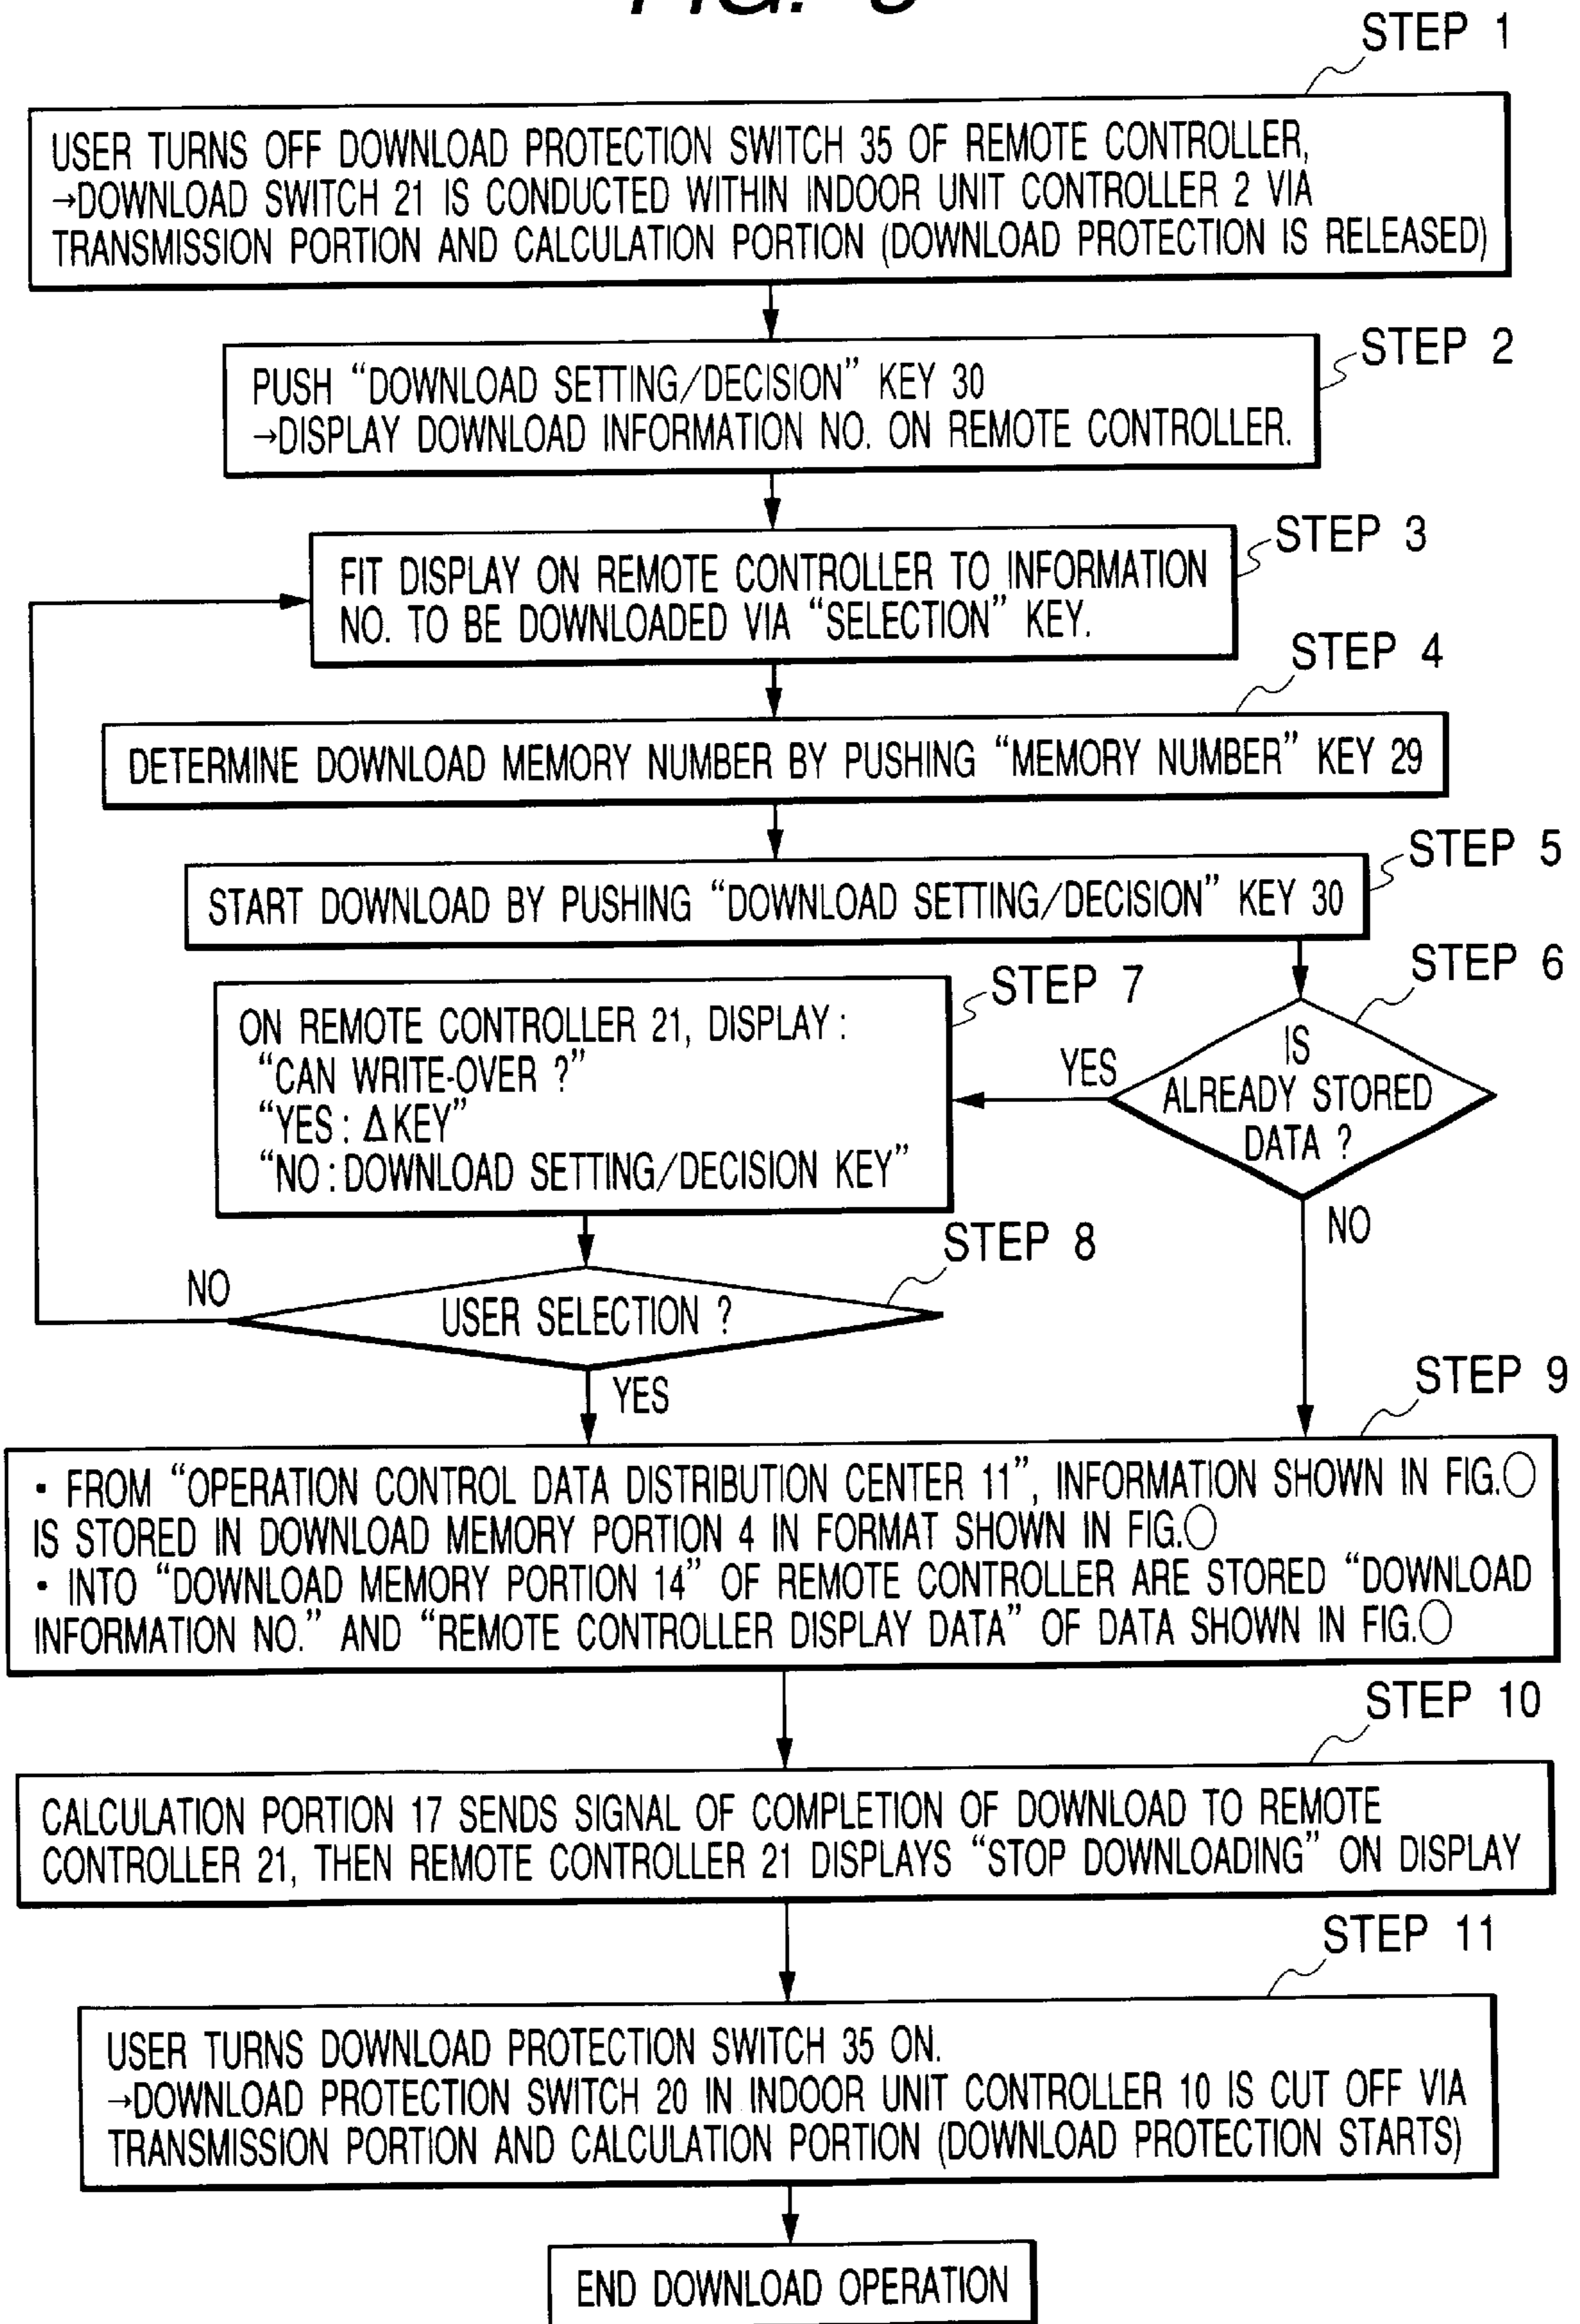 STEP 1
USER TURNS OFF DOWNLOAD PROTECTION SWITCH 35 OF REMOTE CONTROLLER,
→DOWNLOAD SWITCH 21 IS CONDUCTED WITHIN INDOOR UNIT CONTROLLER 2 VIA
TRANSMISSION PORTION AND CALCULATION PORTION (DOWNLOAD PROTECTION IS RELEASED)
STEP 2
PUSH “DOWNLOAD SETTING/DECISION” KEY 30
→DISPLAY DOWNLOAD INFORMATION NO. ON REMOTE CONTROLLER.
STEP 3
FIT DISPLAY ON REMOTE CONTROLLER TO INFORMATION
NO. TO BE DOWNLOADED VIA “SELECTION” KEY.
STEP 4
DETERMINE DOWNLOAD MEMORY NUMBER BY PUSHING “MEMORY NUMBER” KEY 29
STEP 5
START DOWNLOAD BY PUSHING “DOWNLOAD SETTING/DECISION” KEY 30
STEP 6
IS
ALREADY STORED
DATA ?
YES
NO
STEP 7
ON REMOTE CONTROLLER 21, DISPLAY :
“CAN WRITE-OVER ?”
“YES : Δ KEY”
“NO : DOWNLOAD SETTING/DECISION KEY”
STEP 8
USER SELECTION ?
NO
YES
STEP 9
• FROM “OPERATION CONTROL DATA DISTRIBUTION CENTER 11”, INFORMATION SHOWN IN FIG.○
IS STORED IN DOWNLOAD MEMORY PORTION 4 IN FORMAT SHOWN IN FIG.○
• INTO “DOWNLOAD MEMORY PORTION 14” OF REMOTE CONTROLLER ARE STORED “DOWNLOAD
INFORMATION NO.” AND “REMOTE CONTROLLER DISPLAY DATA” OF DATA SHOWN IN FIG.○
STEP 10
CALCULATION PORTION 17 SENDS SIGNAL OF COMPLETION OF DOWNLOAD TO REMOTE
CONTROLLER 21, THEN REMOTE CONTROLLER 21 DISPLAYS “STOP DOWNLOADING” ON DISPLAY
STEP 11
USER TURNS DOWNLOAD PROTECTION SWITCH 35 ON.
→DOWNLOAD PROTECTION SWITCH 20 IN INDOOR UNIT CONTROLLER 10 IS CUT OFF VIA
TRANSMISSION PORTION AND CALCULATION PORTION (DOWNLOAD PROTECTION STARTS)
END DOWNLOAD OPERATION